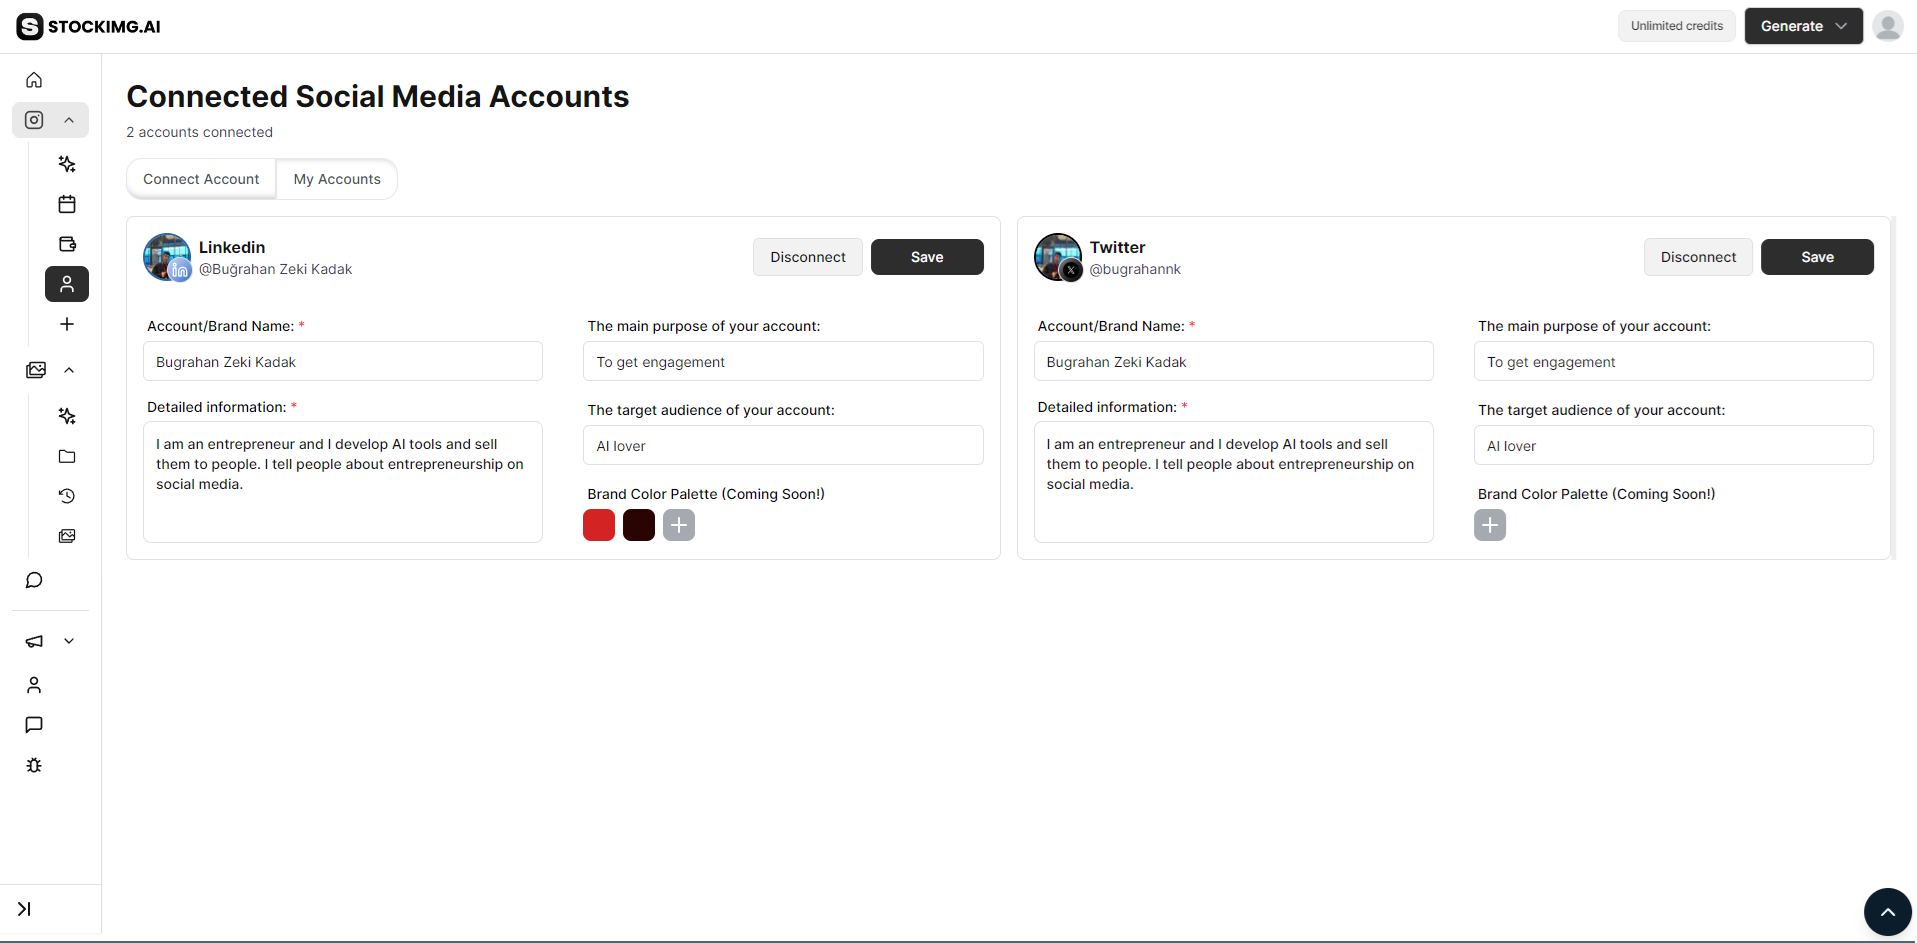 STOCKIMG.AI
Unlimited credits
Generate
Connected Social Media Accounts
2 accounts connected
Connect Account
My Accounts
Linkedin
@Buğrahan Zeki Kadak
Disconnect
Save
Account/Brand Name: *
Bugrahan Zeki Kadak
Detailed information: *
I am an entrepreneur and I develop AI tools and sell
them to people. I tell people about entrepreneurship on
social media.
The main purpose of your account:
To get engagement
The target audience of your account:
AI lover
Brand Color Palette (Coming Soon!)
Twitter
@bugrahannk
Disconnect
Save
Account/Brand Name: *
Bugrahan Zeki Kadak
Detailed information: *
I am an entrepreneur and I develop AI tools and sell
them to people. I tell people about entrepreneurship on
social media.
The main purpose of your account:
To get engagement
The target audience of your account:
AI lover
Brand Color Palette (Coming Soon!)